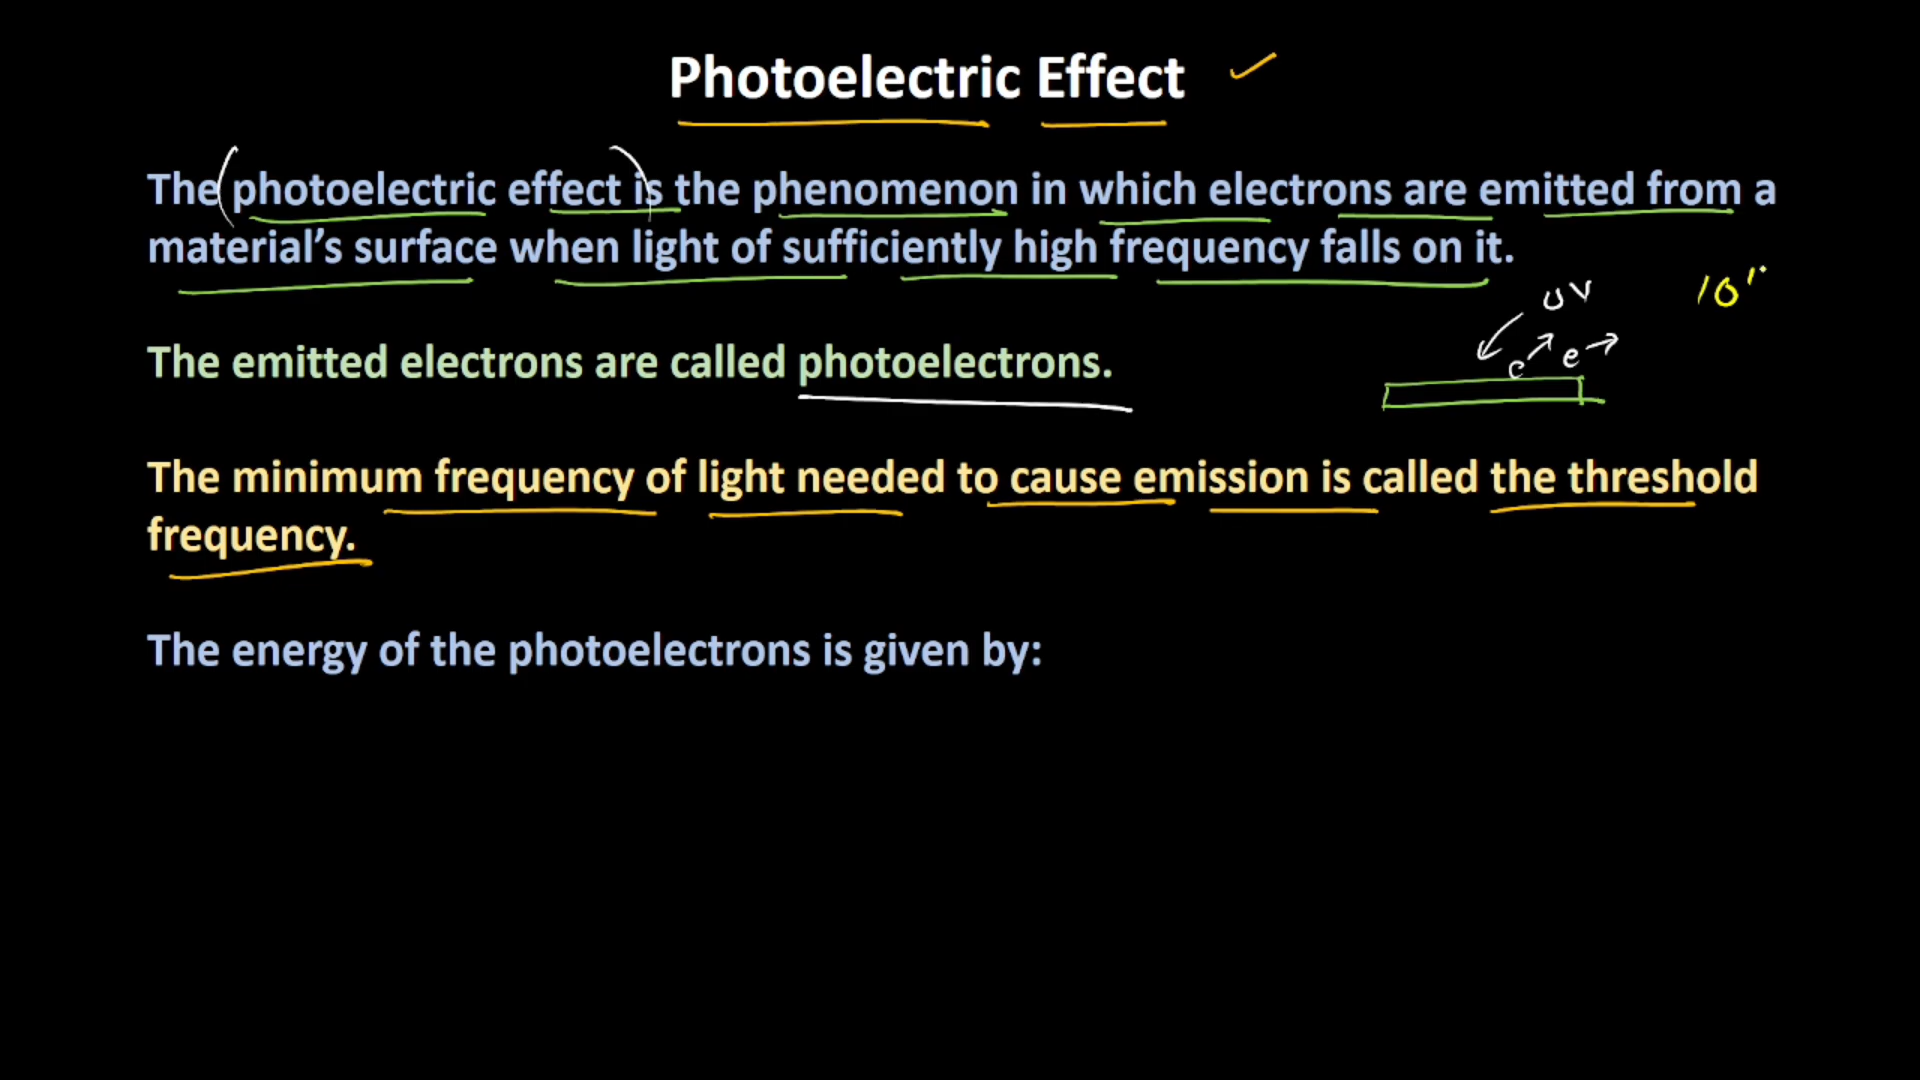 Photoelectric Effect
The photoelectric effect is the phenomenon in which electrons are emitted from a
material’s surface when light of sufficiently high frequency falls on it.
UV
The emitted electrons are called photoelectrons.
e e
The minimum frequency of light needed to cause emission is called the threshold
frequency.
The energy of the photoelectrons is given by: